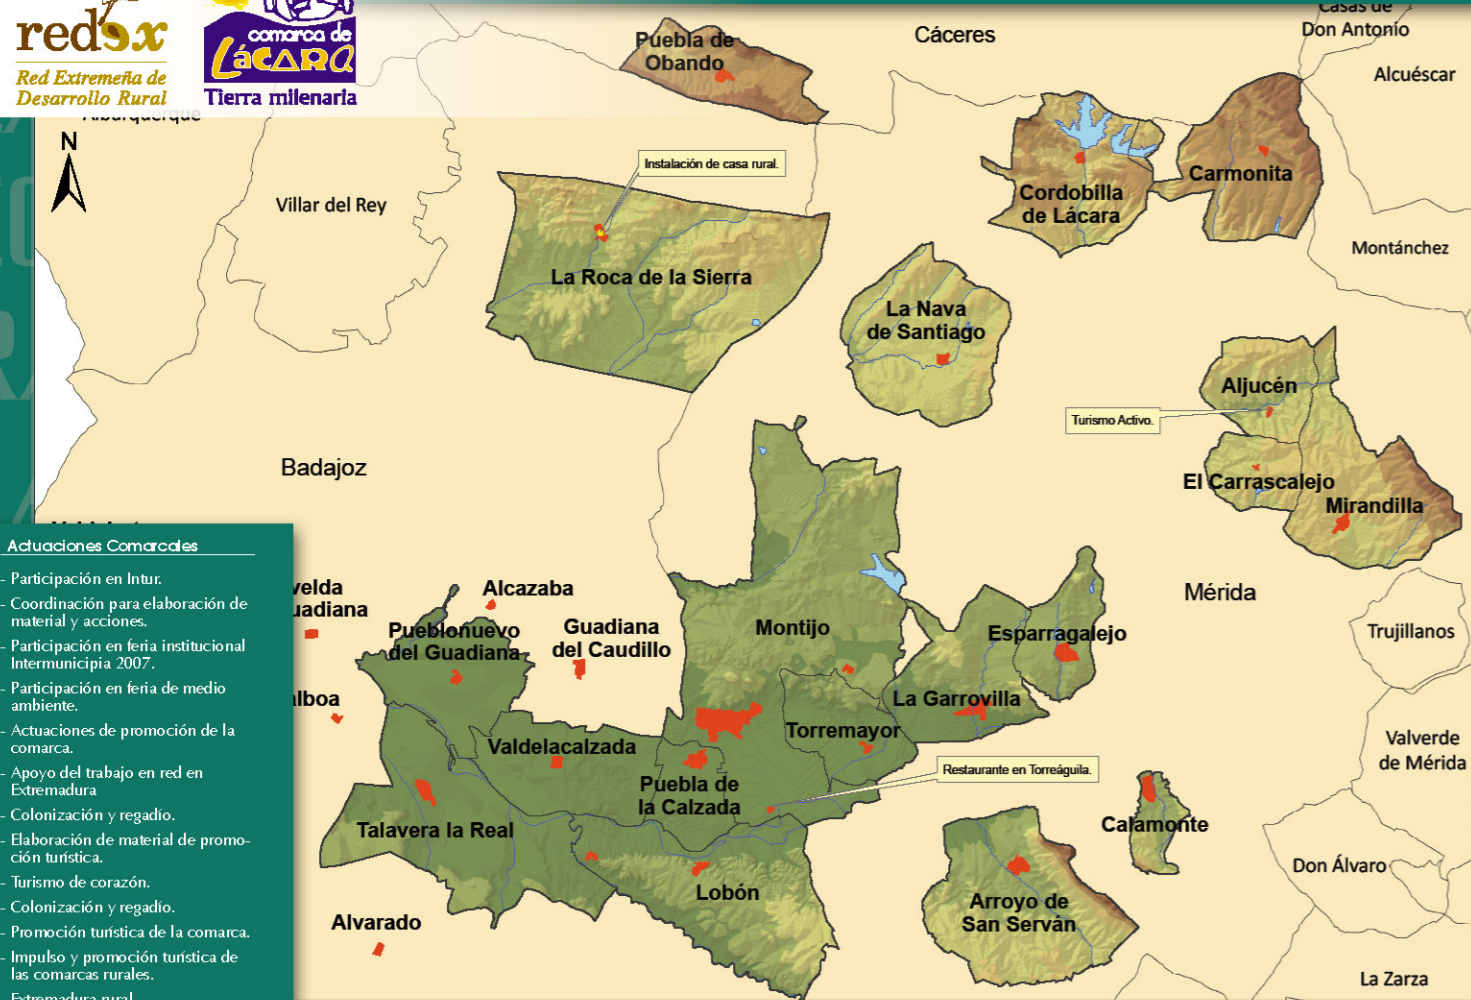 redex
Red Extremeña de
Desarrollo Rural
comarca de
LÁCARA
Tierra milenaria
N
Alburquerque
Villar del Rey
Puebla de
Obando
Cáceres
Casas de
Don Antonio
Alcuéscar
Instalación de casa rural.
La Roca de la Sierra
Cordobilla
de Lácara
Carmonita
Montánchez
La Nava
de Santiago
Aljucén
Turismo Activo.
El Carrascalejo
Mirandilla
Badajoz
Mérida
Trujillanos
Alcazaba
Pueblonuevo
del Guadiana
Guadiana
del Caudillo
Montijo
Esparragalejo
La Garrovilla
Torremayor
Valdelacalzada
Puebla de
la Calzada
Restaurante en Torreáguila.
Talavera la Real
Lobón
Alvarado
Calamonte
Arroyo de
San Serván
Valverde
de Mérida
Don Álvaro
La Zarza
velda
uadiana
lboa
Actuaciones Comarcales
- Participación en Intur.
- Coordinación para elaboración de
material y acciones.
- Participación en feria institucional
Intermunicipia 2007.
- Participación en feria de medio
ambiente.
- Actuaciones de promoción de la
comarca.
- Apoyo del trabajo en red en
Extremadura
- Colonización y regadío.
- Elaboración de material de promo-
ción turística.
- Turismo de corazón.
- Colonización y regadío.
- Promoción turística de la comarca.
- Impulso y promoción turística de
las comarcas rurales.
- Extremadura rural